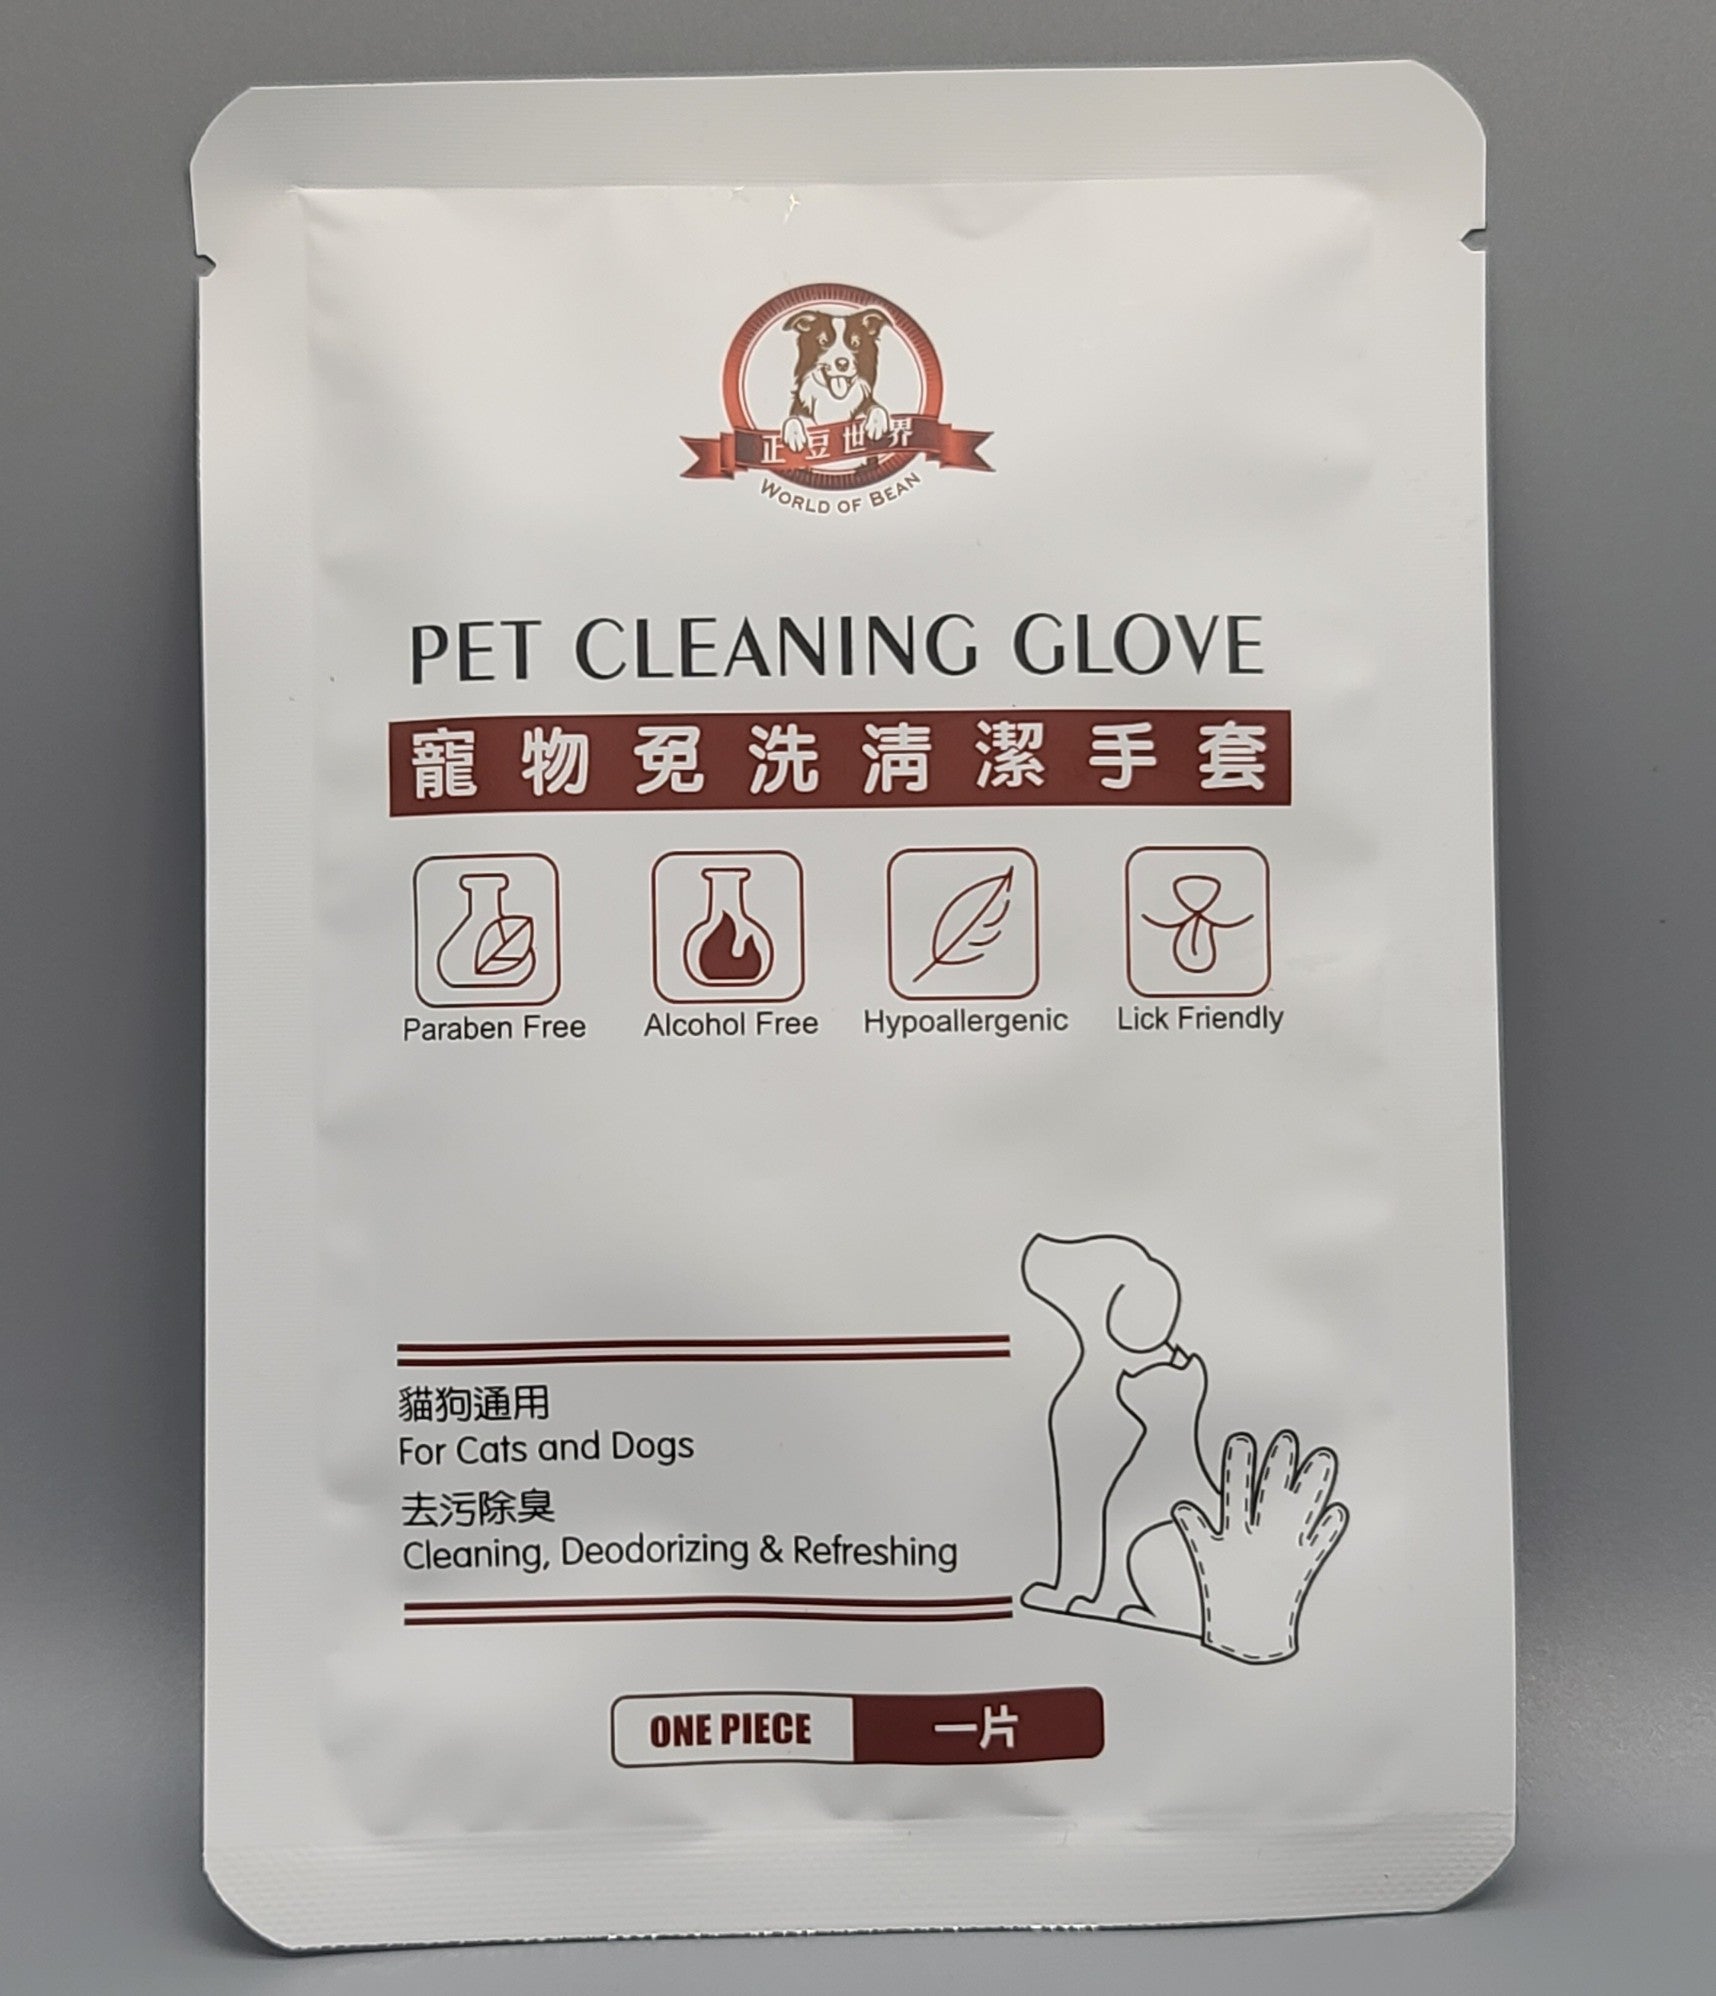 正豆世界
WORLD OF BEAN
PET CLEANING GLOVE
寵物免洗清潔手套
Paraben Free
Alcohol Free
Hypoallergenic
Lick Friendly
貓狗通用
For Cats and Dogs
去污除臭
Cleaning, Deodorizing & Refreshing
ONE PIECE
一片